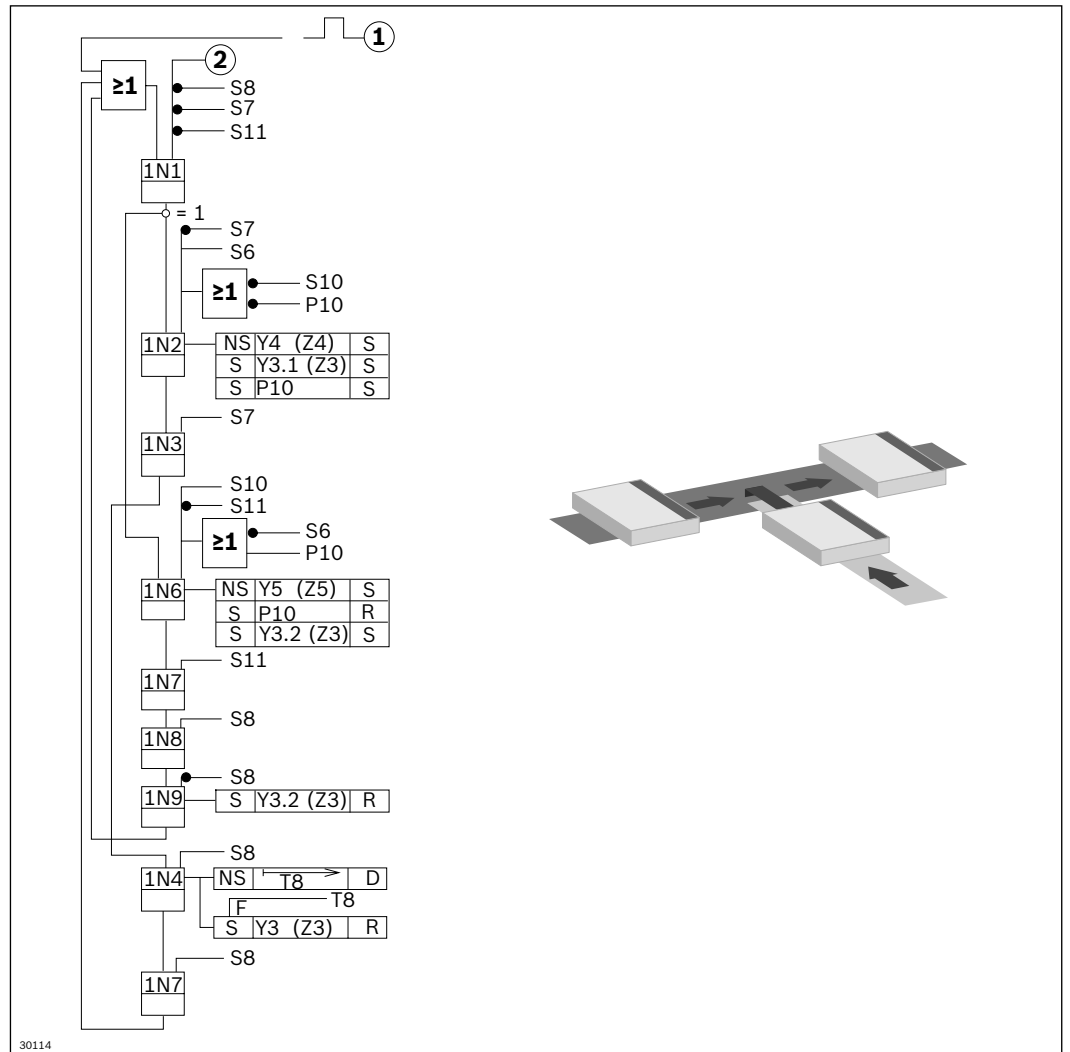 1
2
≥1
S8
S7
S11
1N1
= 1
S7
S6
≥1
S10
P10
1N2
NS Y4 (Z4) S
S Y3.1 (Z3) S
S P10 S
S7
1N3
S10
S11
≥1
S6
P10
1N6
NS Y5 (Z5) S
S P10 R
S Y3.2 (Z3) S
S11
1N7
S8
1N8
S8
1N9
S Y3.2 (Z3) R
S8
1N4
NS T8 D
T8
F
S Y3 (Z3) R
S8
1N7
30114